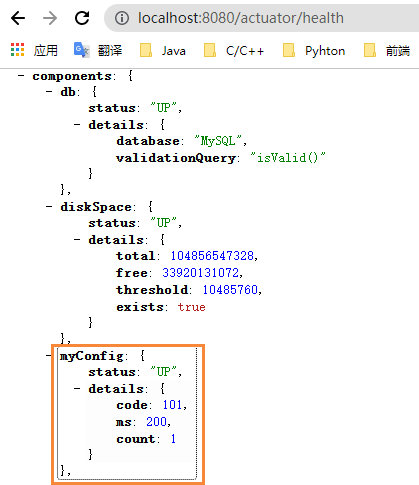 localhost:8080/actuator/health
应用 翻译 Java C/C++ Pyhton 前端
- components: {
- db: {
status: "UP",
- details: {
database: "MySQL",
validationQuery: "isValid()"
}
},
- diskSpace: {
status: "UP",
- details: {
total: 104856547328,
free: 33920131072,
threshold: 10485760,
exists: true
}
},
- myConfig: {
status: "UP",
- details: {
code: 101,
ms: 200,
count: 1
}
},